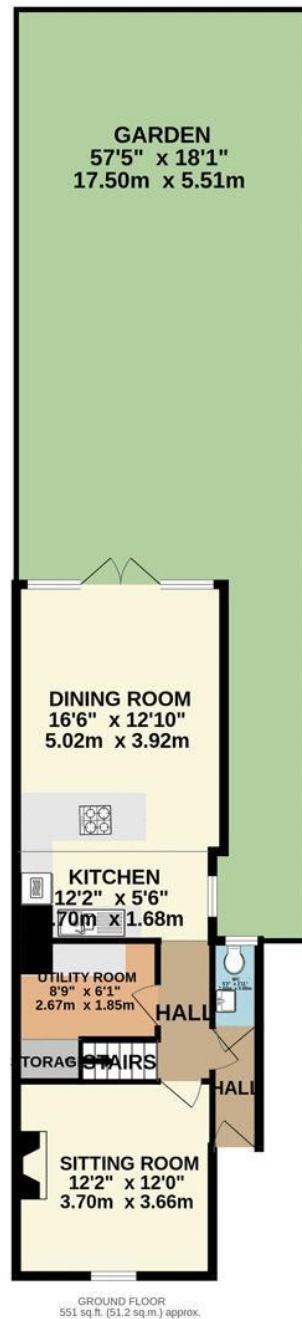 GARDEN
57'5" x 18'1"
17.50m x 5.51m
DINING ROOM
16'6" x 12'10"
5.02m x 3.92m
KITCHEN
12'2" x 5'6"
.70m x 1.68m
UTILITY ROOM
8'9" x 6'1"
2.67m x 1.85m
HALL
WC
STORAG
STAIRS
HALL
SITTING ROOM
12'2" x 12'0"
3.70m x 3.66m
GROUND FLOOR
551 sq.ft. (51.2 sq.m.) approx.